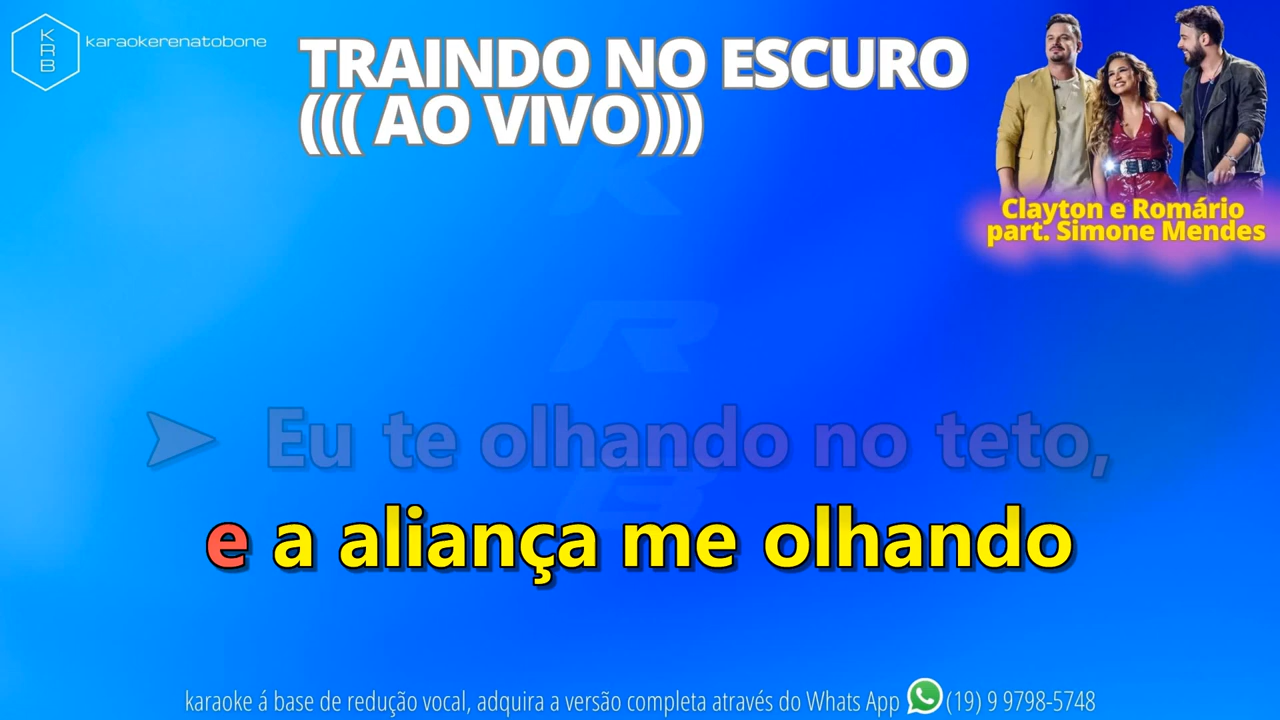 KRB
karaokerenatobone
TRAINDO NO ESCURO
((( AO VIVO)))
Clayton e Romário
part. Simone Mendes
K
R
B
➤ Eu te olhando no teto,
e a aliança me olhando
karaoke á base de redução vocal, adquira a versão completa através do Whats App (19) 9 9798-5748